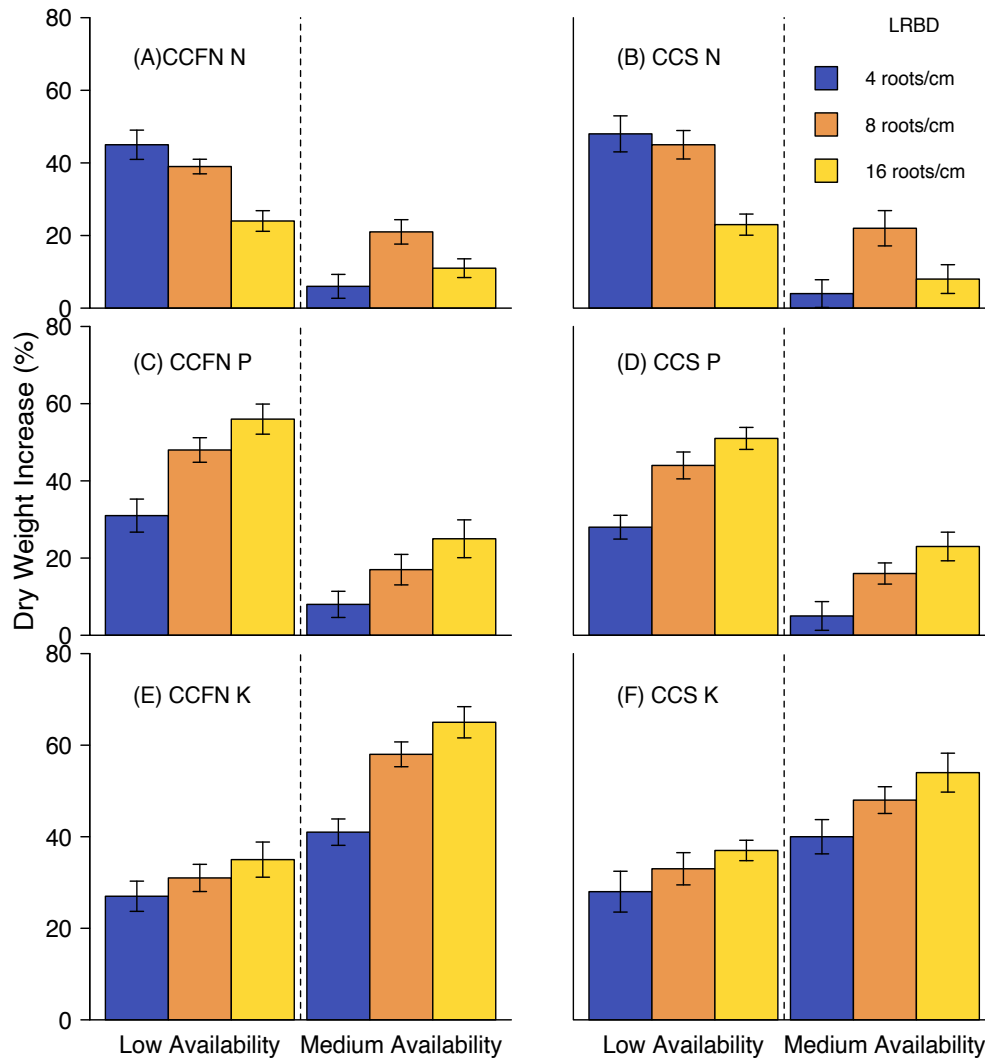 80
60
40
20
0
(A)CCFN N
(B) CCS N
LRBD
4 roots/cm
8 roots/cm
16 roots/cm
Dry Weight Increase (%)
80
60
40
20
0
(C) CCFN P
(D) CCS P
80
60
40
20
0
(E) CCFN K
(F) CCS K
Low Availability
Medium Availability
Low Availability
Medium Availability